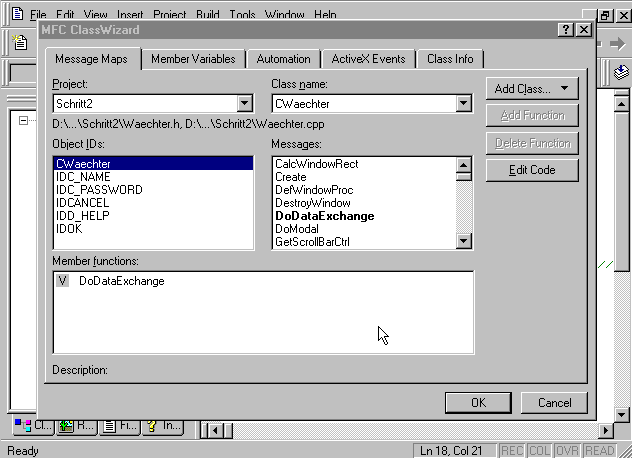 File Edit View Insert Project Build Tools Window Help
MFC ClassWizard
Message Maps Member Variables Automation ActiveX Events Class Info
Project: Class name:
Schritt2 CWaechter Add Class...
D:\...\Schritt2\Waechter.h, D:\...\Schritt2\Waechter.cpp Add Function
Object IDs: Messages: Delete Function
CWaechter CalcWindowRect Edit Code
IDC_NAME Create
IDC_PASSWORD DefWindowProc
IDCANCEL DestroyWindow
IDD_HELP DoDataExchange
IDOK DoModal
GetScrollBarCtrl
Member functions:
V DoDataExchange
Description:
OK Cancel
Cl... R... Fi... In...
Ready Ln 18, Col 21 REC COL OVR READ